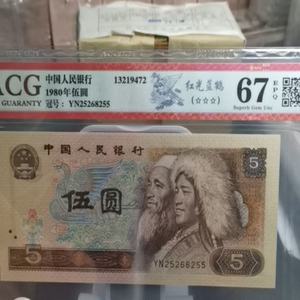 ACG 中国人民银行 13219472 红光蓝鹤 67 EPQ
GUARANTY 1980年伍圆 (☆☆☆) Superb Gem Unc
冠号：YN25268255
中国人民银行 5
伍圆
5 YN25268255